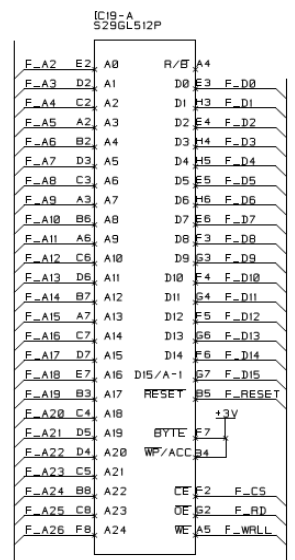 IC19-A
S29GL512P
F_A2 E2 A0 R/B A4
F_A3 D2 A1 D0 E3 F_D0
F_A4 C2 A2 D1 H3 F_D1
F_A5 A2 A3 D2 E4 F_D2
F_A6 B2 A4 D3 H4 F_D3
F_A7 D3 A5 D4 H5 F_D4
F_A8 C3 A6 D5 E5 F_D5
F_A9 A3 A7 D6 H6 F_D6
F_A10 B6 A8 D7 E6 F_D7
F_A11 A6 A9 D8 F3 F_D8
F_A12 C6 A10 D9 G3 F_D9
F_A13 D6 A11 D10 F4 F_D10
F_A14 B7 A12 D11 G4 F_D11
F_A15 A7 A13 D12 F5 F_D12
F_A16 C7 A14 D13 G6 F_D13
F_A17 D7 A15 D14 F6 F_D14
F_A18 E7 A16 D15/A-1 G7 F_D15
F_A19 B3 A17 RESET B5 F_RESET
F_A20 C4 A18 +3V
F_A21 D5 A19 BYTE F7
F_A22 D4 A20 WP/ACC B4
F_A23 C5 A21
F_A24 B8 A22 CE F2 F_CS
F_A25 C8 A23 OE G2 F_RD
F_A26 F8 A24 WE A5 F_WRLL